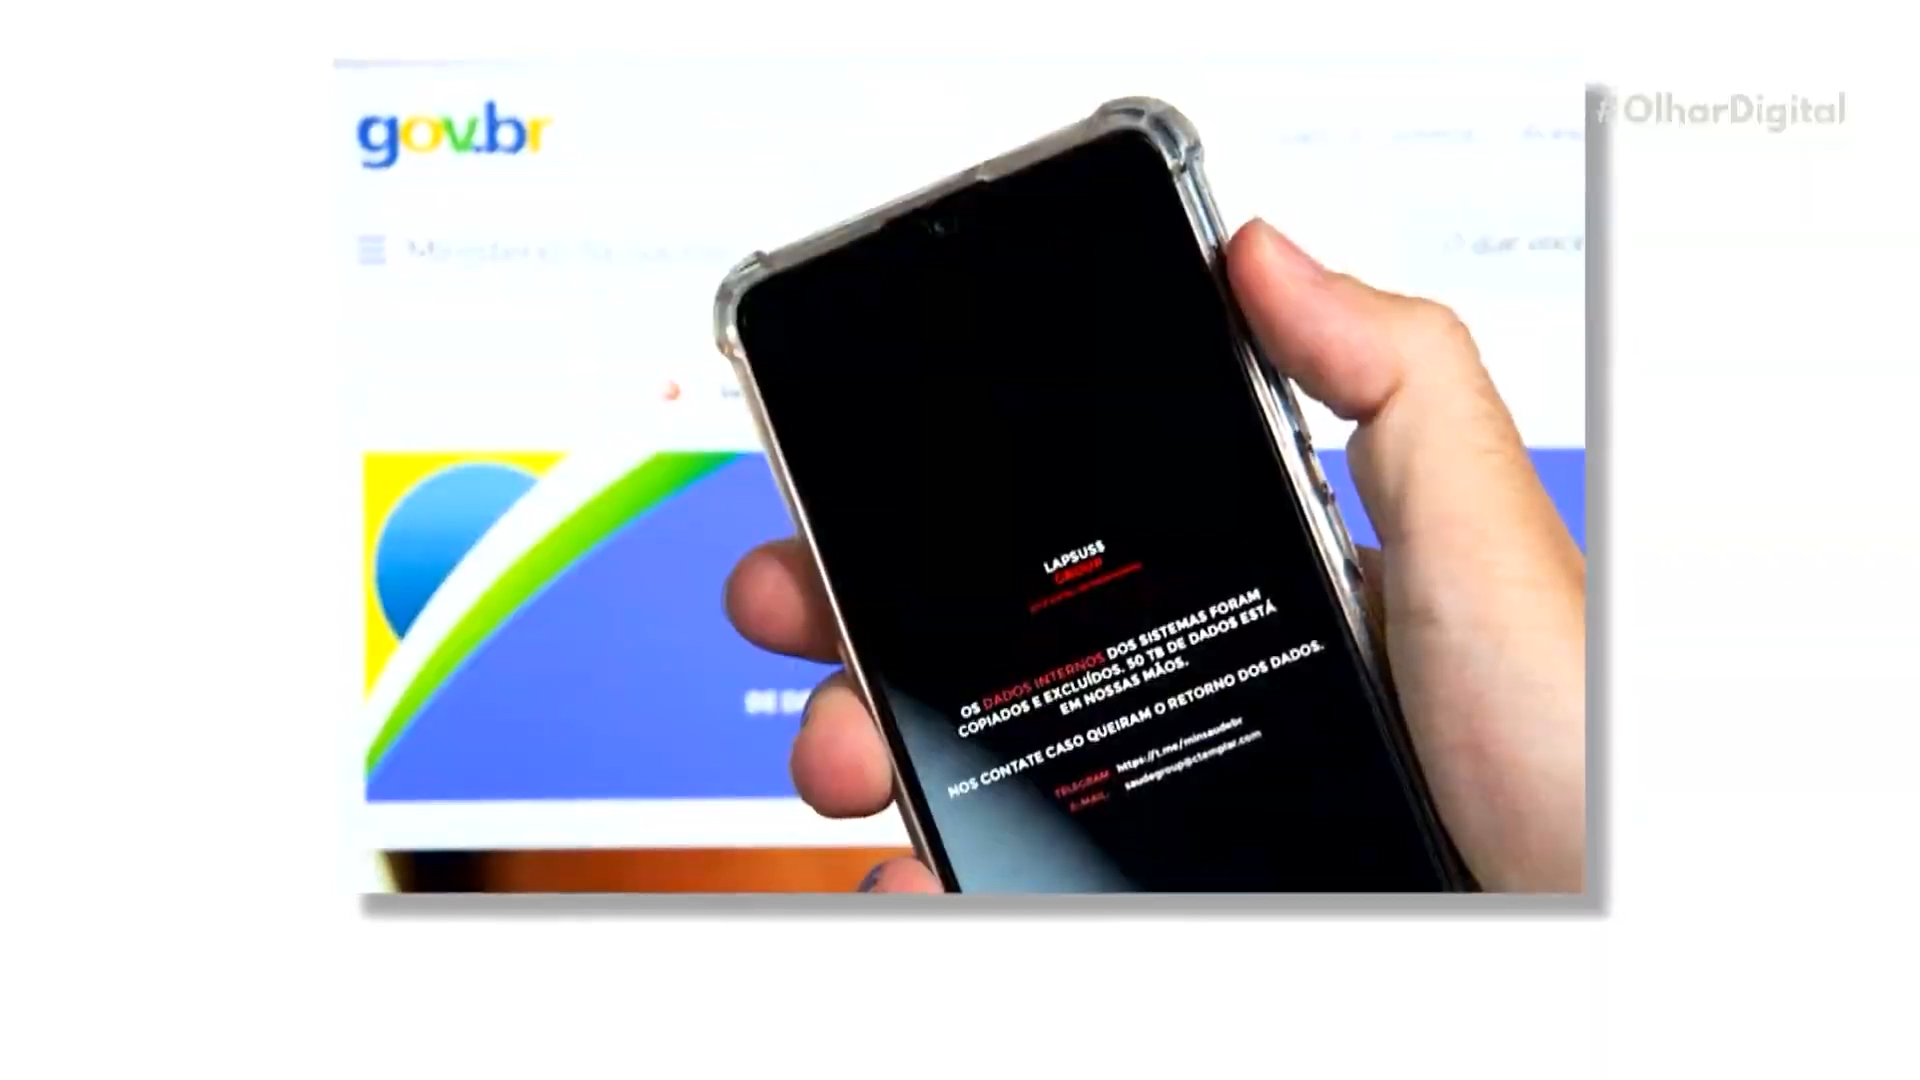 gov.br
#OlharDigital
LAPSUS$
GROUP
OS DADOS INTERNOS DOS SISTEMAS FORAM
COPIADOS E EXCLUÍDOS. 50 TB DE DADOS ESTÁ
EM NOSSAS MÃOS.
NOS CONTATE CASO QUEIRAM O RETORNO DOS DADOS.
TELEGRAM https://t.me/minsaudebr
E-MAIL: saudegroup@ctemplar.com